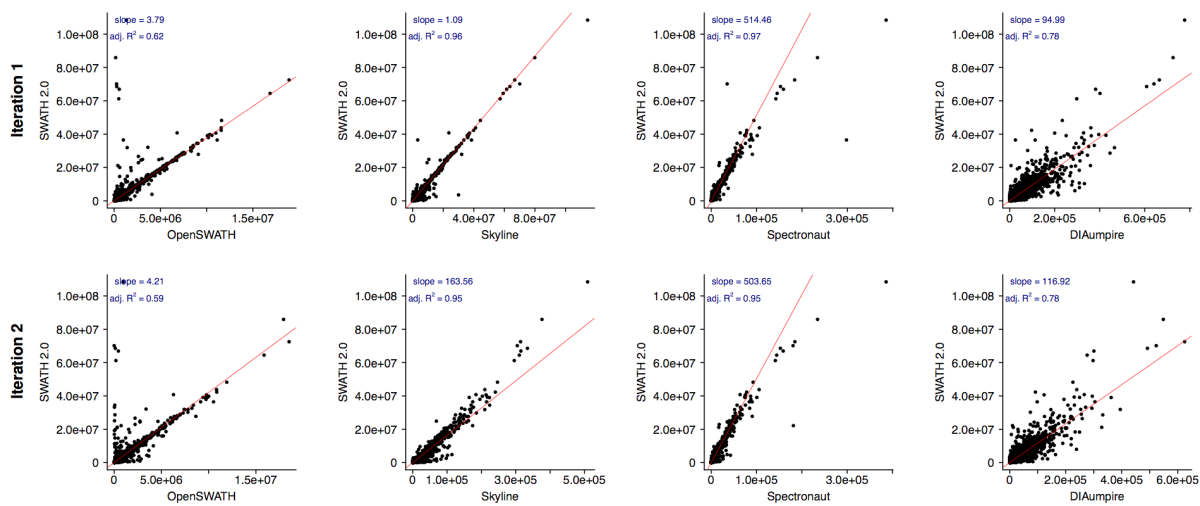 Iteration 1
SWATH 2.0
1.0e+08
8.0e+07
6.0e+07
4.0e+07
2.0e+07
0
slope = 3.79
adj. R² = 0.62
0 5.0e+06 1.5e+07
OpenSWATH
SWATH 2.0
1.0e+08
8.0e+07
6.0e+07
4.0e+07
2.0e+07
0
slope = 1.09
adj. R² = 0.96
0 4.0e+07 8.0e+07
Skyline
SWATH 2.0
1.0e+08
8.0e+07
6.0e+07
4.0e+07
2.0e+07
0
slope = 514.46
adj. R² = 0.97
0 1.0e+05 3.0e+05
Spectronaut
SWATH 2.0
1.0e+08
8.0e+07
6.0e+07
4.0e+07
2.0e+07
0
slope = 94.99
adj. R² = 0.78
0 2.0e+05 6.0e+05
DIAumpire
Iteration 2
SWATH 2.0
1.0e+08
8.0e+07
6.0e+07
4.0e+07
2.0e+07
0
slope = 4.21
adj. R² = 0.59
0 5.0e+06 1.5e+07
OpenSWATH
SWATH 2.0
1.0e+08
8.0e+07
6.0e+07
4.0e+07
2.0e+07
0
slope = 163.56
adj. R² = 0.95
0 2.0e+05 5.0e+05
Skyline
SWATH 2.0
1.0e+08
8.0e+07
6.0e+07
4.0e+07
2.0e+07
0
slope = 503.65
adj. R² = 0.95
0 1.0e+05 3.0e+05
Spectronaut
SWATH 2.0
1.0e+08
8.0e+07
6.0e+07
4.0e+07
2.0e+07
0
slope = 116.92
adj. R² = 0.78
0 2.0e+05 4.0e+05 6.0e+05
DIAumpire